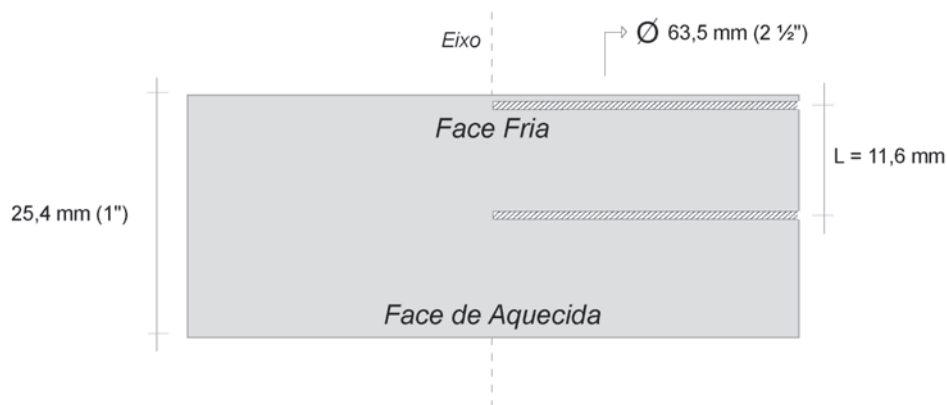 Eixo
Ø 63,5 mm (2 ½")
Face Fria
L = 11,6 mm
25,4 mm (1")
Face de Aquecida